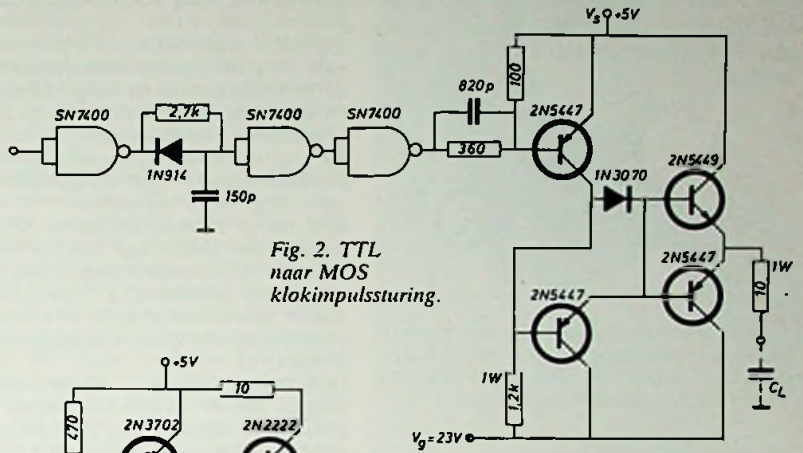 Vs +5V
100
820p
2N5447
SN7400
2,7k
SN7400
SN7400
360
1N914
150p
1N3070
2N5449
Fig. 2. TTL
naar MOS
klokimpulssturing.
2N5447
2N5447
1W
10
CL
1W
1,2k
Vg=23V
+5V
470
10
2N3702
2N2222